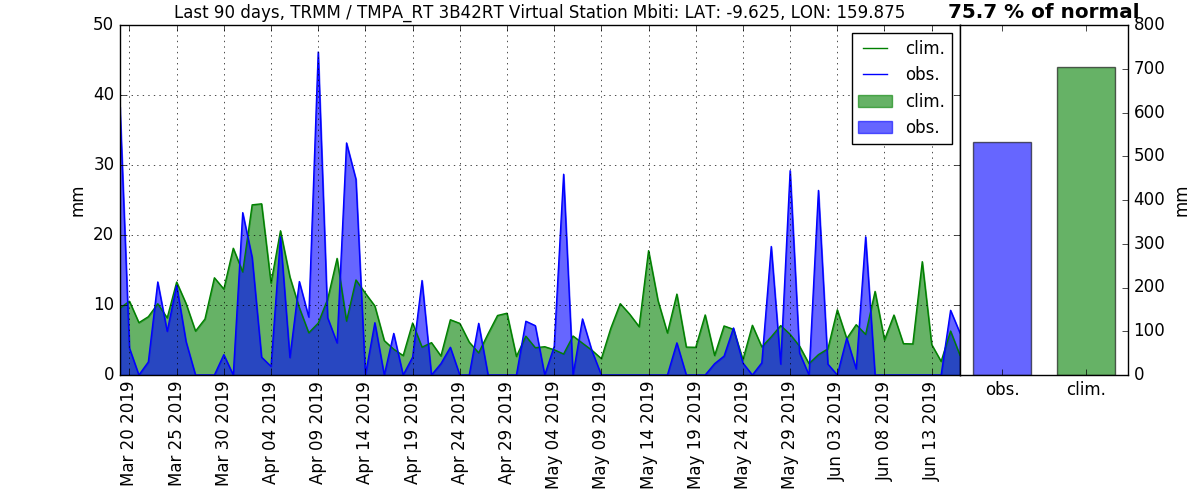 Last 90 days, TRMM / TMPA_RT 3B42RT Virtual Station Mbiti: LAT: -9.625, LON: 159.875
75.7 % of normal
50
40
30
20
10
0
mm
clim.
obs.
clim.
obs.
Mar 20 2019
Mar 25 2019
Mar 30 2019
Apr 04 2019
Apr 09 2019
Apr 14 2019
Apr 19 2019
Apr 24 2019
Apr 29 2019
May 04 2019
May 09 2019
May 14 2019
May 19 2019
May 24 2019
May 29 2019
Jun 03 2019
Jun 08 2019
Jun 13 2019
800
700
600
500
400
300
200
100
0
mm
obs.
clim.